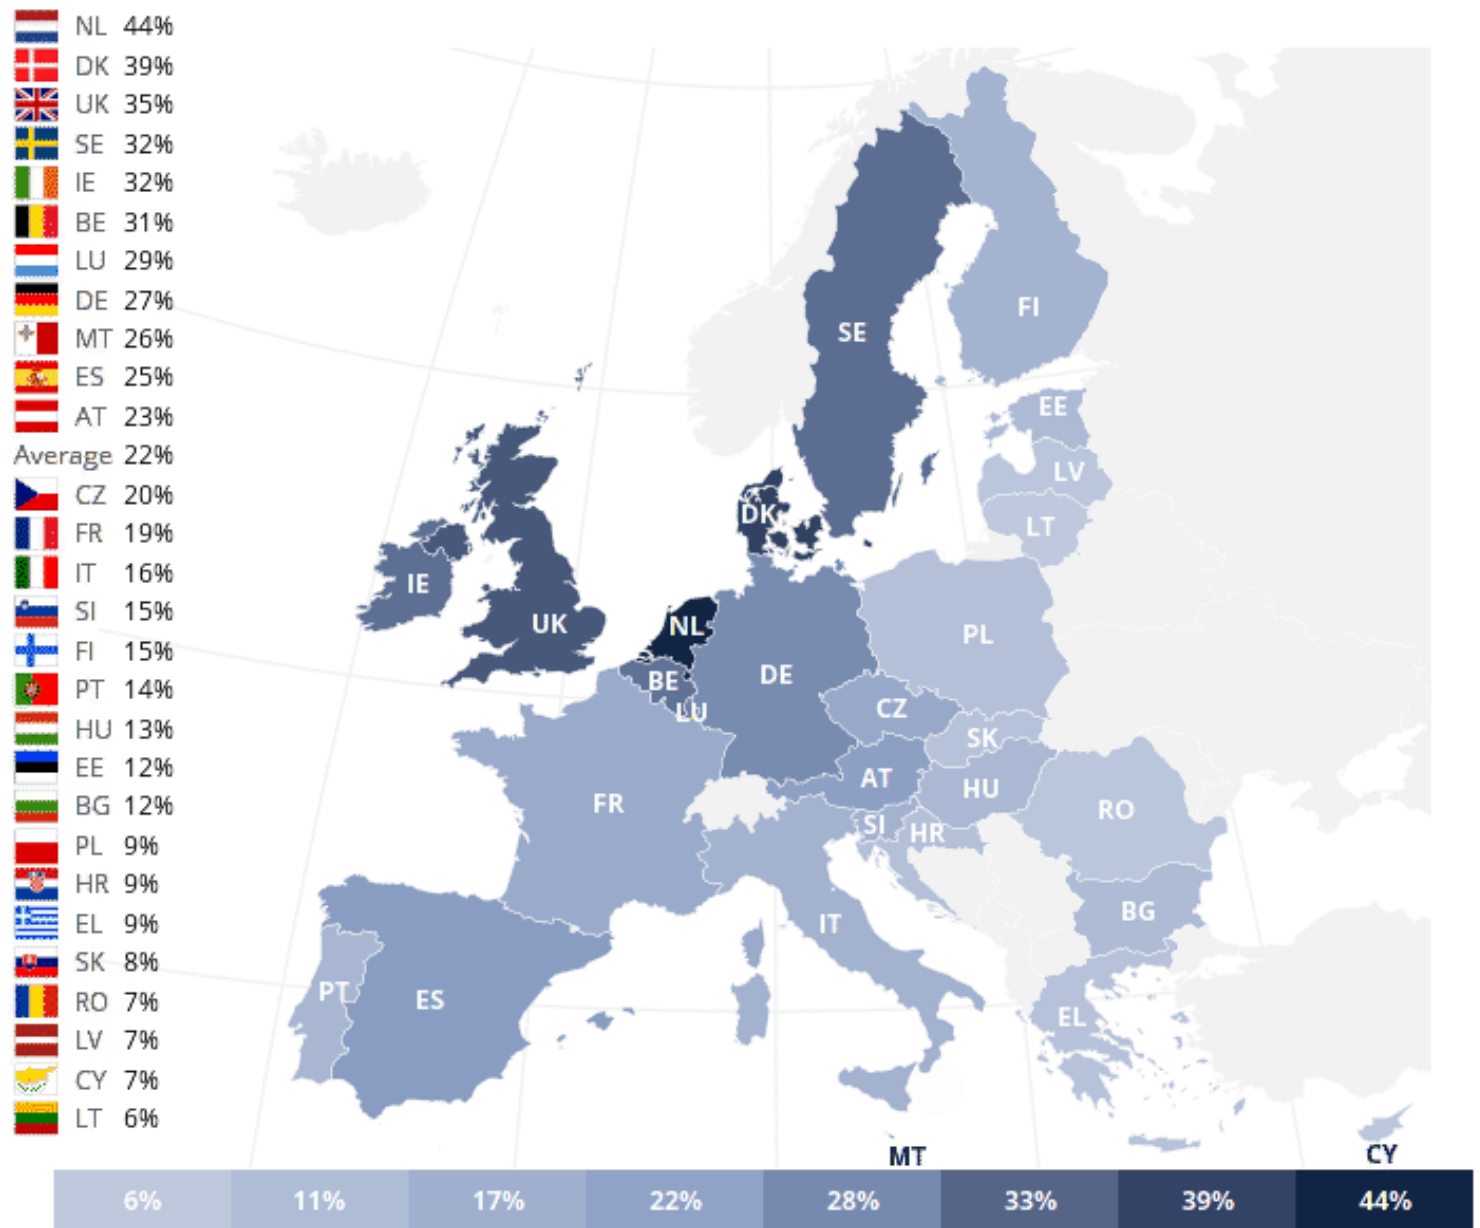 NL 44%
DK 39%
UK 35%
SE 32%
IE 32%
BE 31%
LU 29%
DE 27%
MT 26%
ES 25%
AT 23%
Average 22%
CZ 20%
FR 19%
IT 16%
SI 15%
FI 15%
PT 14%
HU 13%
EE 12%
BG 12%
PL 9%
HR 9%
EL 9%
SK 8%
RO 7%
LV 7%
CY 7%
LT 6%
FI
SE
EE
LV
DK
LT
IE
UK
NL
PL
DE
BE
LU
CZ
SK
AT
HU
FR
RO
SI
HR
BG
IT
PT
ES
EL
MT
CY
6% 11% 17% 22% 28% 33% 39% 44%